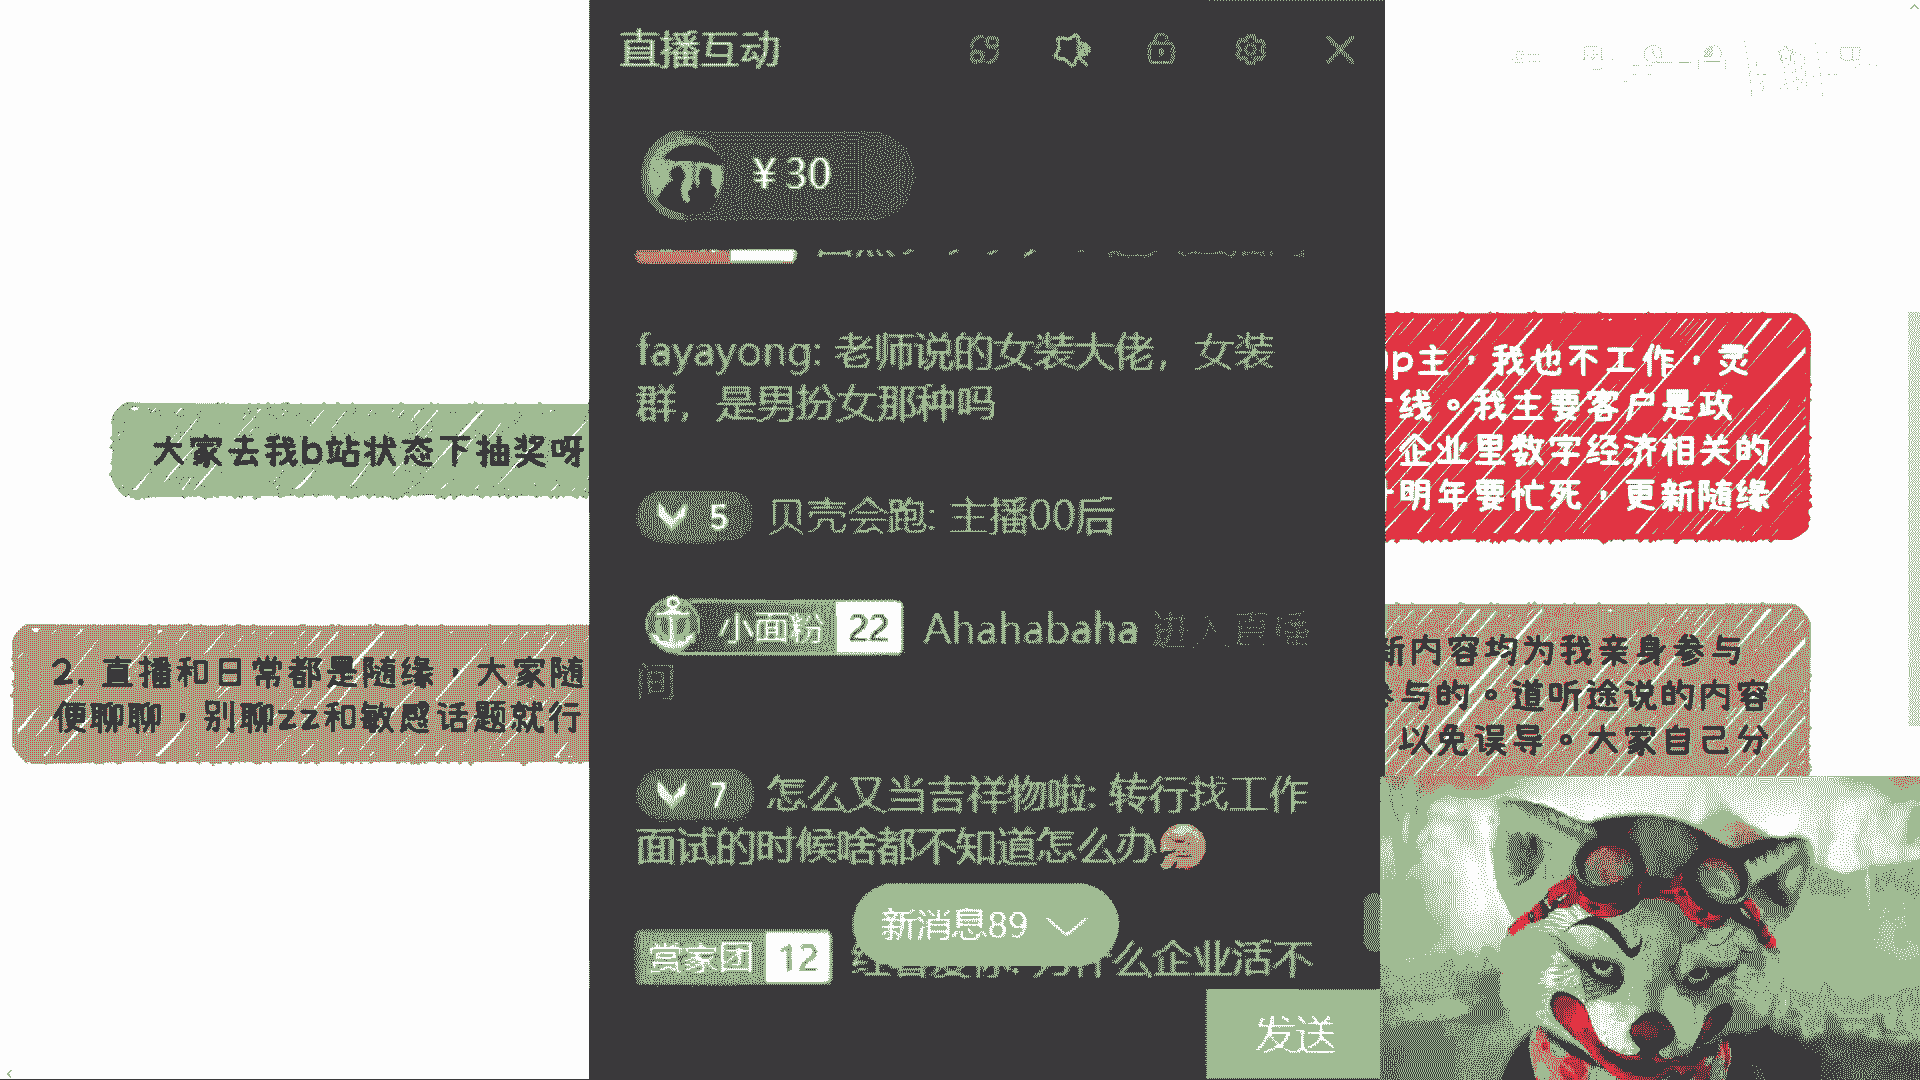 直播互动
¥30
fayayong: 老师说的女装大佬，女装
群，是男扮女那种吗
5 贝壳会跑: 主播00后
小面粉 22 Ahahabaha 进入直播
间
7 怎么又当吉祥物啦: 转行找工作
面试的时候啥都不知道怎么办
新消息89
赏家团 12 什么企业活不
发送
大家去我b站状态下抽奖呀
2. 直播和日常都是随缘，大家随
便聊聊，别聊zz和敏感话题就行
up主，我也不工作，灵
线。我主要客户是政
企业里数字经济相关的
明年要忙死，更新随缘
新内容均为我亲身参与
参与的。道听途说的内容
以免误导。大家自己分